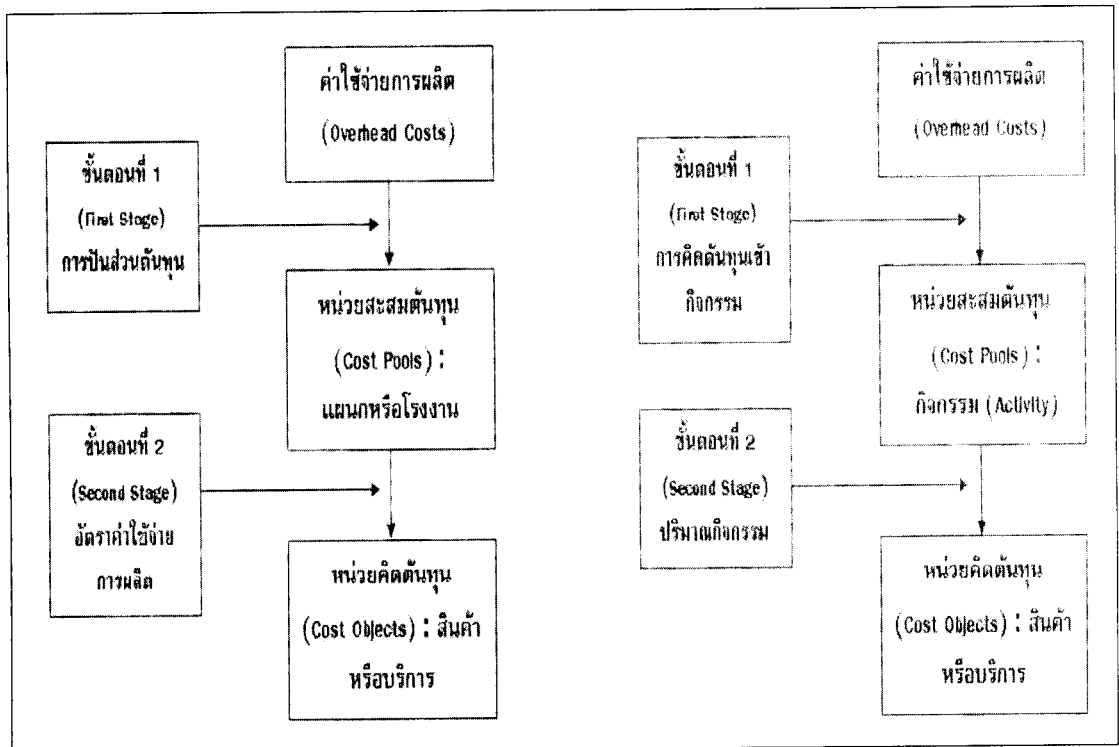 ค่าใช้จ่ายการผลิต
(Overhead Costs)
ขั้นตอนที่ 1
(First Stage)
การปันส่วนต้นทุน
หน่วยสะสมต้นทุน
(Cost Pools) :
แผนกหรือโรงงาน
ขั้นตอนที่ 2
(Second Stage)
อัตราค่าใช้จ่าย
การผลิต
หน่วยคิดต้นทุน
(Cost Objects) : สินค้า
หรือบริการ
ค่าใช้จ่ายการผลิต
(Overhead Costs)
ขั้นตอนที่ 1
(First Stage)
การคิดต้นทุนเข้า
กิจกรรม
หน่วยสะสมต้นทุน
(Cost Pools) :
กิจกรรม (Activity)
ขั้นตอนที่ 2
(Second Stage)
ปริมาณกิจกรรม
หน่วยคิดต้นทุน
(Cost Objects) : สินค้า
หรือบริการ